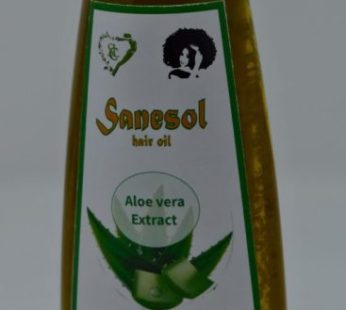 Sanesol
hair oil
Aloe vera
Extract